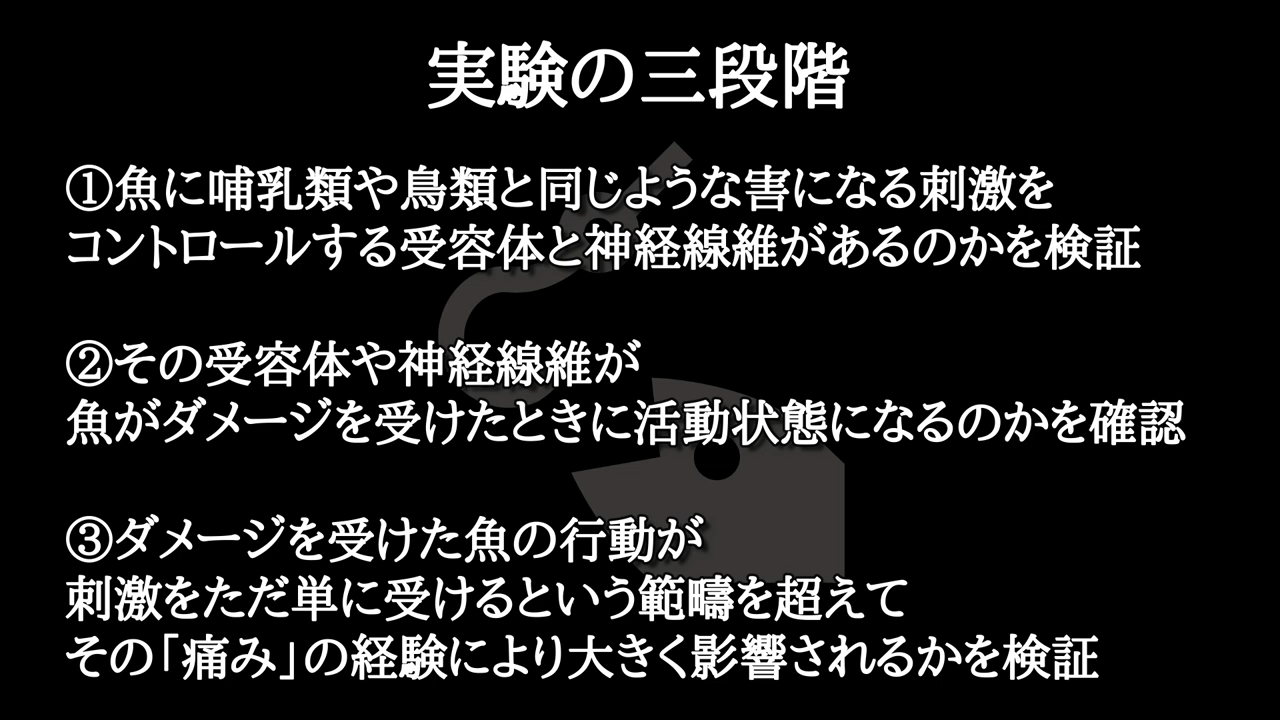 実験の三段階
①魚に哺乳類や鳥類と同じような害になる刺激を
コントロールする受容体と神経線維があるのかを検証
②その受容体や神経線維が
魚がダメージを受けたときに活動状態になるのかを確認
③ダメージを受けた魚の行動が
刺激をただ単に受けるという範疇を超えて
その「痛み」の経験により大きく影響されるかを検証